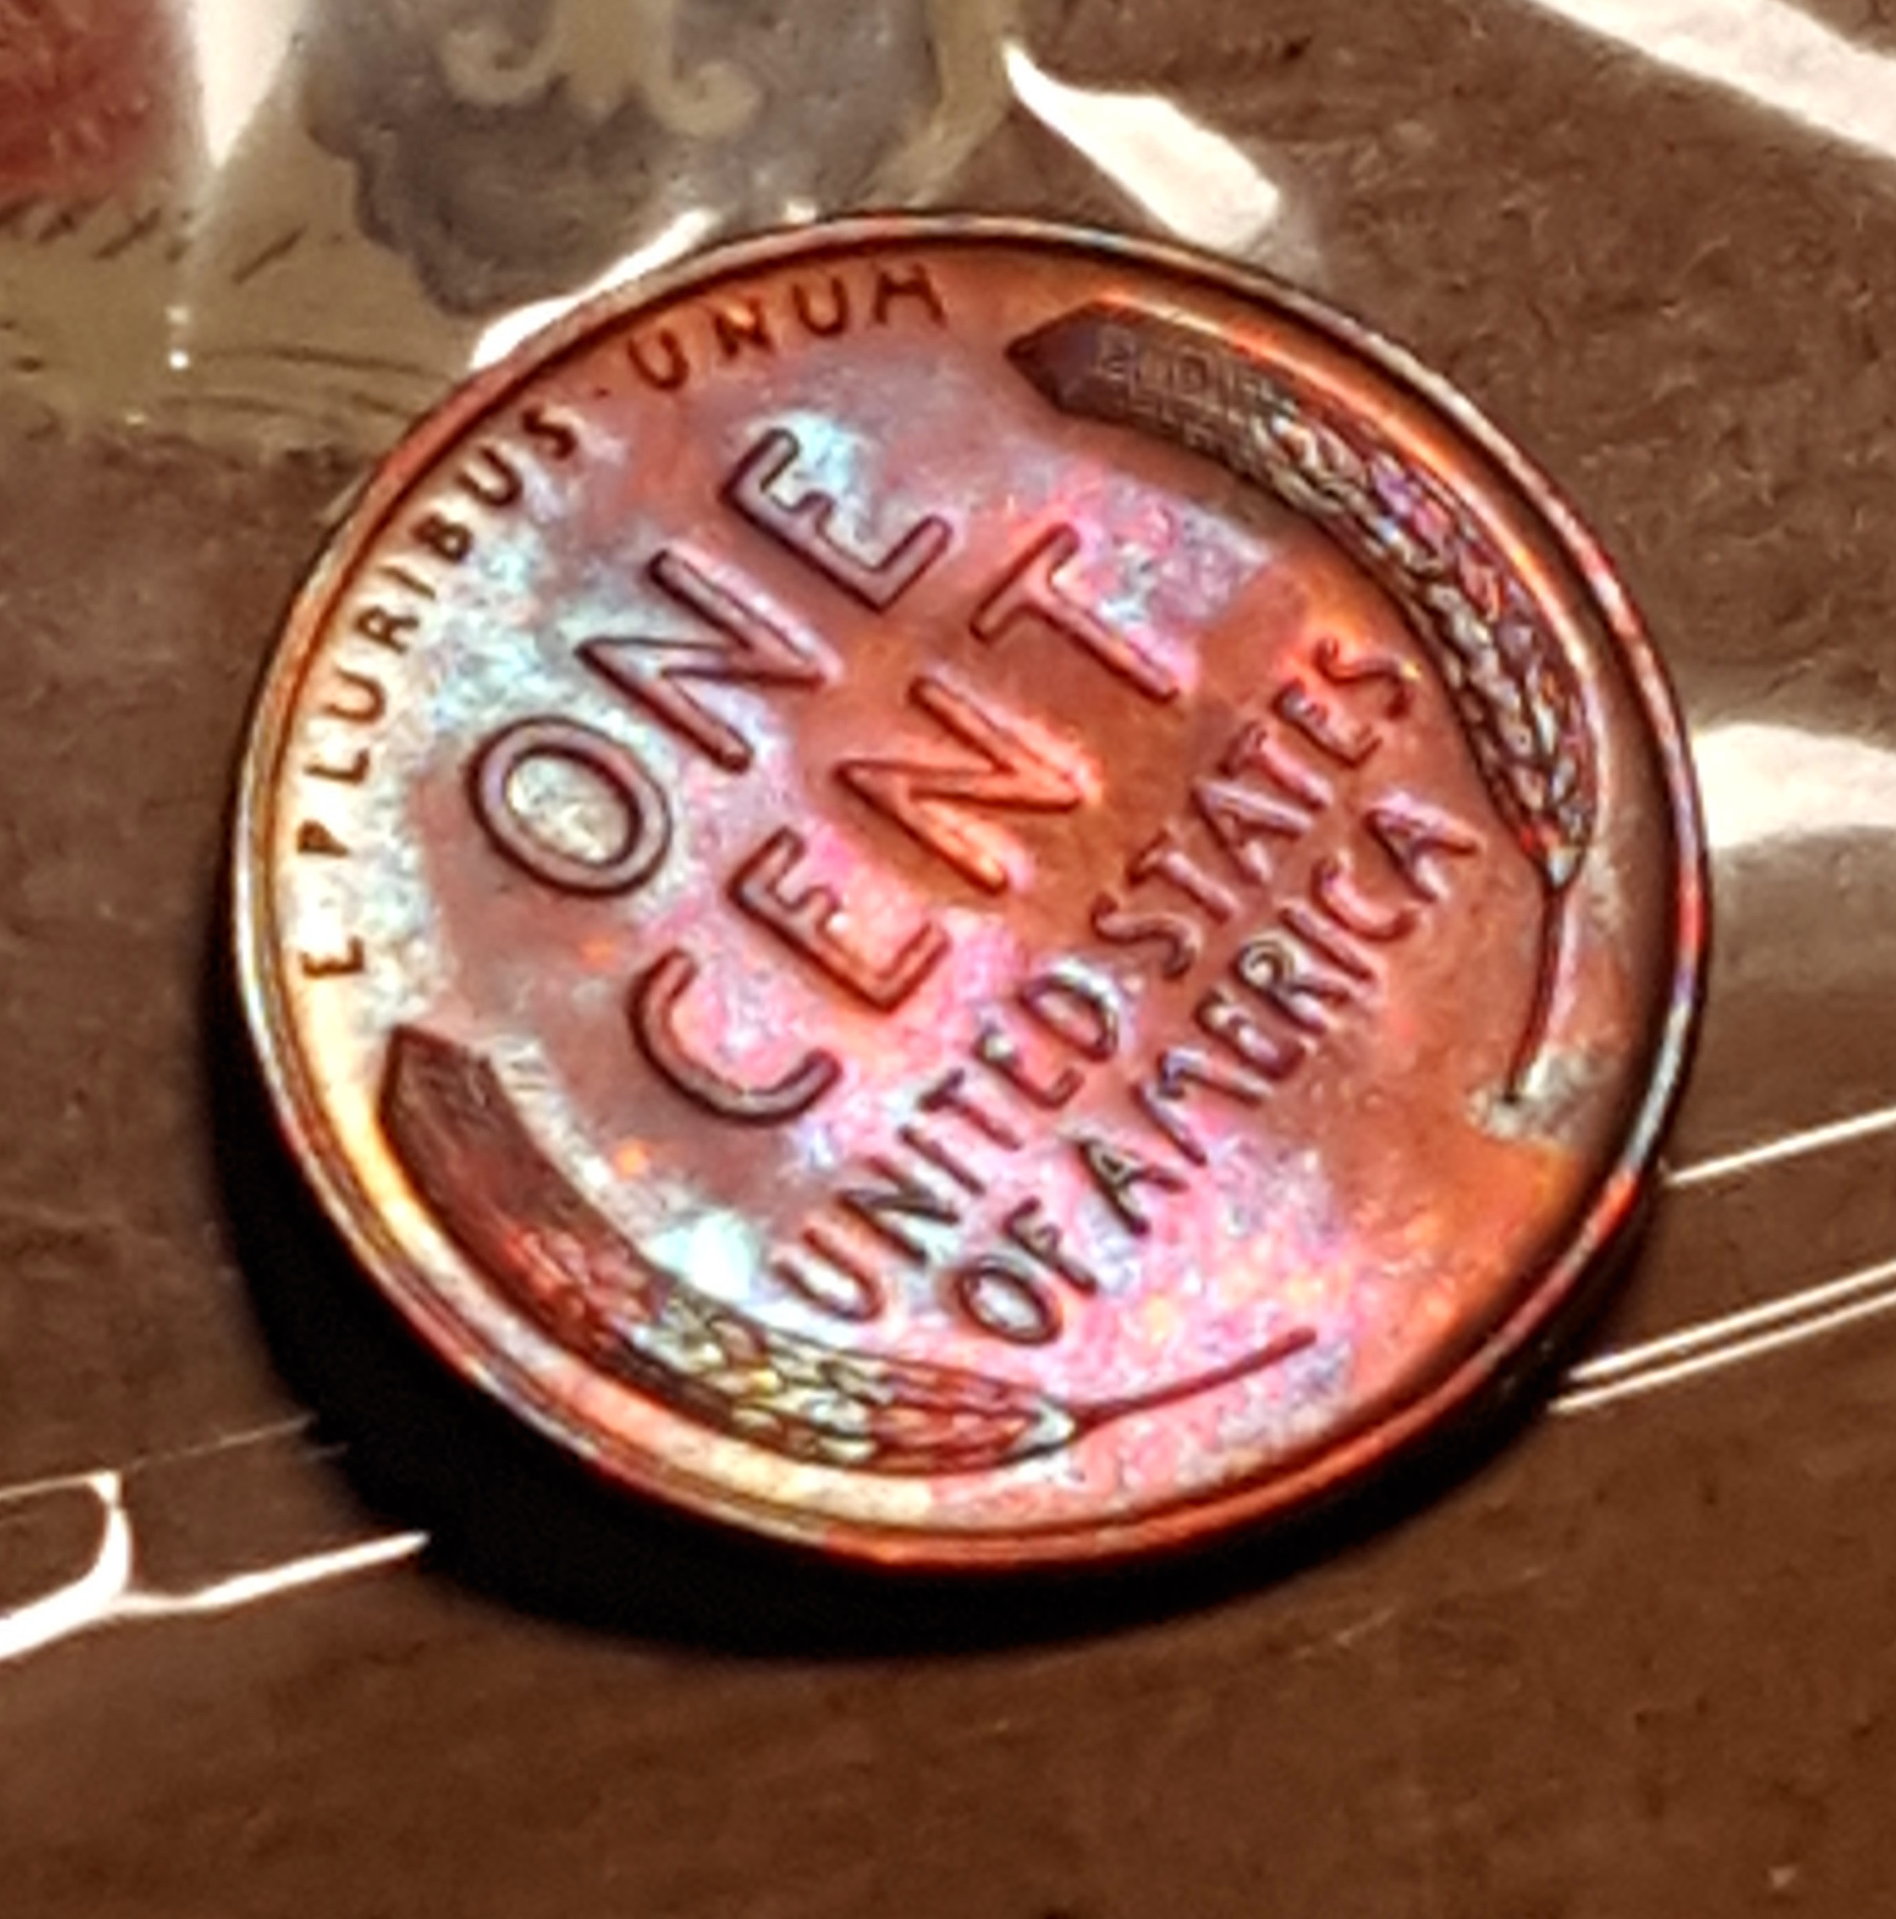 E · PLURIBUS · UNUM
ONE
CENT
UNITED STATES
OF AMERICA